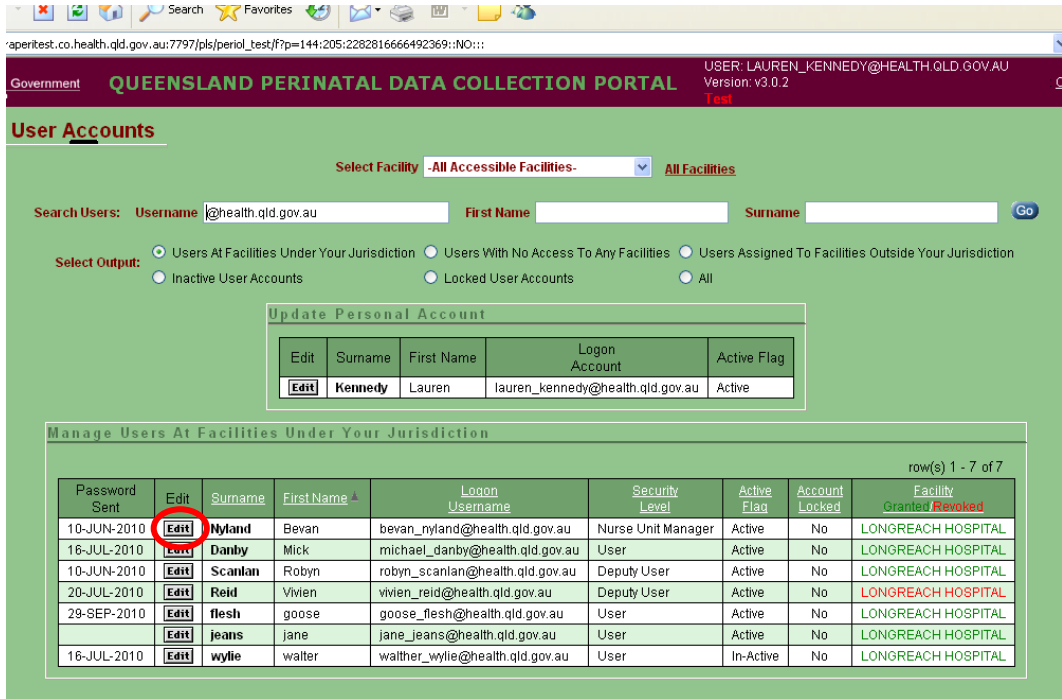 Search Favorites
aperitest.co.health.qld.gov.au:7797/pls/periol_test/f?p=144:205:2282816666492369::NO:::
Government QUEENSLAND PERINATAL DATA COLLECTION PORTAL
USER: LAUREN_KENNEDY@HEALTH.QLD.GOV.AU
Version: v3.0.2
Test
User Accounts
Select Facility -All Accessible Facilities- All Facilities
Search Users: Username @health.qld.gov.au First Name Surname Go
Select Output: Users At Facilities Under Your Jurisdiction Users With No Access To Any Facilities Users Assigned To Facilities Outside Your Jurisdiction
Inactive User Accounts Locked User Accounts All
Update Personal Account
Edit Surname First Name Logon Account Active Flag
Edit Kennedy Lauren lauren_kennedy@health.qld.gov.au Active
Manage Users At Facilities Under Your Jurisdiction
row(s) 1 - 7 of 7
Password Sent Edit Surname First Name Logon Username Security Level Active Flag Account Locked Facility Granted/Revoked
10-JUN-2010 Edit Nyland Bevan bevan_nyland@health.qld.gov.au Nurse Unit Manager Active No LONGREACH HOSPITAL
16-JUL-2010 Edit Danby Mick michael_danby@health.qld.gov.au User Active No LONGREACH HOSPITAL
10-JUN-2010 Edit Scanlan Robyn robyn_scanlan@health.qld.gov.au Deputy User Active No LONGREACH HOSPITAL
20-JUL-2010 Edit Reid Vivien vivien_reid@health.qld.gov.au Deputy User Active No LONGREACH HOSPITAL
29-SEP-2010 Edit flesh goose goose_flesh@health.qld.gov.au User Active No LONGREACH HOSPITAL
Edit jeans jane jane_jeans@health.qld.gov.au User Active No LONGREACH HOSPITAL
16-JUL-2010 Edit wylie walter walther_wylie@health.qld.gov.au User In-Active No LONGREACH HOSPITAL